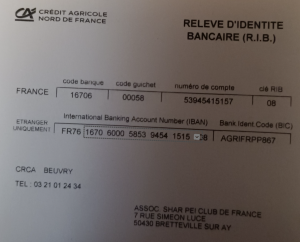 CRÉDIT AGRICOLE
NORD DE FRANCE
RELEVE D'IDENTITE
BANCAIRE (R.I.B.)
code banque code guichet numéro de compte clé RIB
FRANCE 16706 00058 53945415157 08
International Banking Account Number (IBAN) Bank Ident Code (BIC)
ETRANGER
UNIQUEMENT FR76 1670 6000 5853 9454 1515 AGRIFRPP867
CRCA BEUVRY
TEL : 03 21 01 24 34
ASSOC. SHAR PEI CLUB DE FRANCE
7 RUE SIMEON LUCE
50430 BRETTEVILLE SUR AY